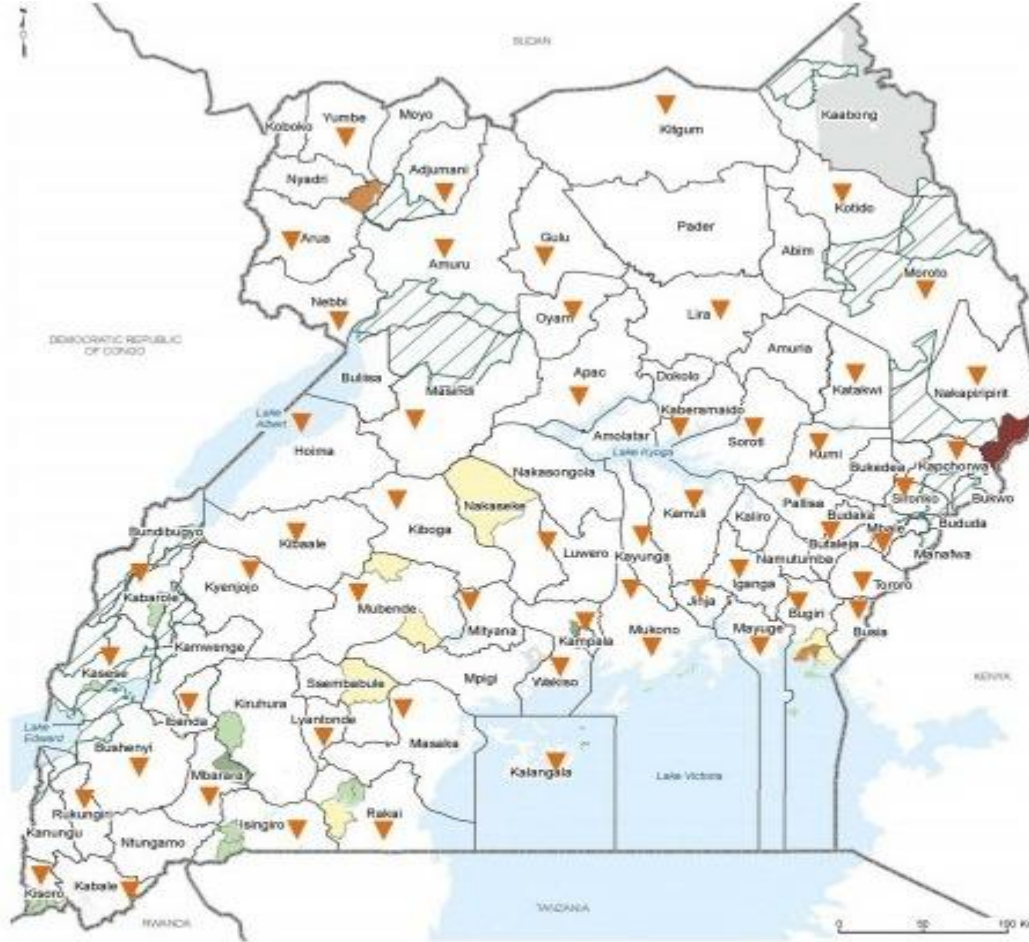 SUDAN
Kaabong
Koboko
Yumbe
Moyo
Kitgum
Nyadri
Adjumani
Kotido
Arua
Gulu
Pader
Abim
Amuru
Moroto
Nebbi
Oyam
Lira
DEMOCRATIC REPUBLIC
OF CONGO
Buliisa
Masindi
Apac
Dokolo
Amuria
Katakwi
Nakapiripirit
Lake
Albert
Hoima
Kaberamaido
Amolatar
Soroti
Lake Kyoga
Kumi
Bukedea
Kapchorwa
Nakasongola
Nakaseke
Kiboga
Kamuli
Kaliro
Pallisa
Sironko
Bukwo
Budaka
Mbale
Bududa
Bundibugyo
Kibaale
Luwero
Kayunga
Butaleja
Manafwa
Namutumba
Kabarole
Kyenjojo
Mubende
Mityana
Iganga
Tororo
Jinja
Bugiri
Kampala
Mukono
Mayuge
Busia
Kamwenge
Kasese
Ssembabule
Mpigi
Wakiso
KENYA
Kiruhura
Ibanda
Lyantonde
Masaka
Lake
Edward
Bushenyi
Mbarara
Kalangala
Lake Victoria
Rukungiri
Kanungu
Isingiro
Rakai
Ntungamo
Kisoro
Kabale
RWANDA
TANZANIA
0 50 100 K